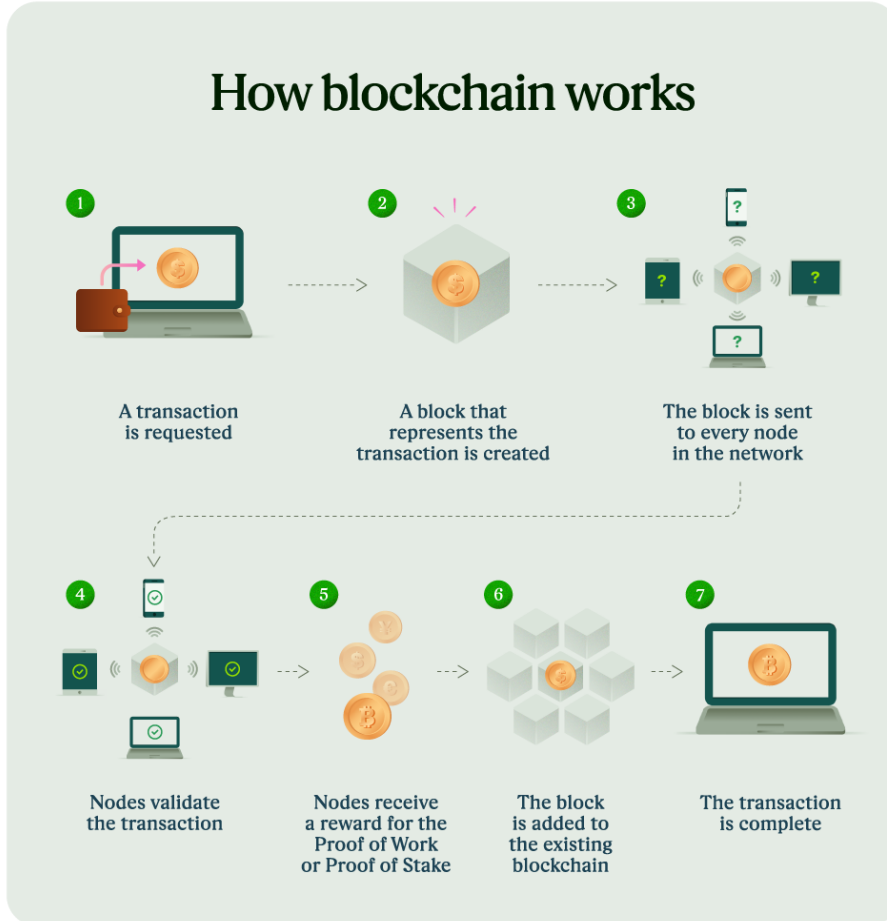 How blockchain works
1
2
3
?
?
?
?
$
$
A transaction
is requested
A block that
represents the
transaction is created
The block is sent
to every node
in the network
4
5
6
7
¥
$
€
₿
$
₿
Nodes validate
the transaction
Nodes receive
a reward for the
Proof of Work
or Proof of Stake
The block
is added to
the existing
blockchain
The transaction
is complete